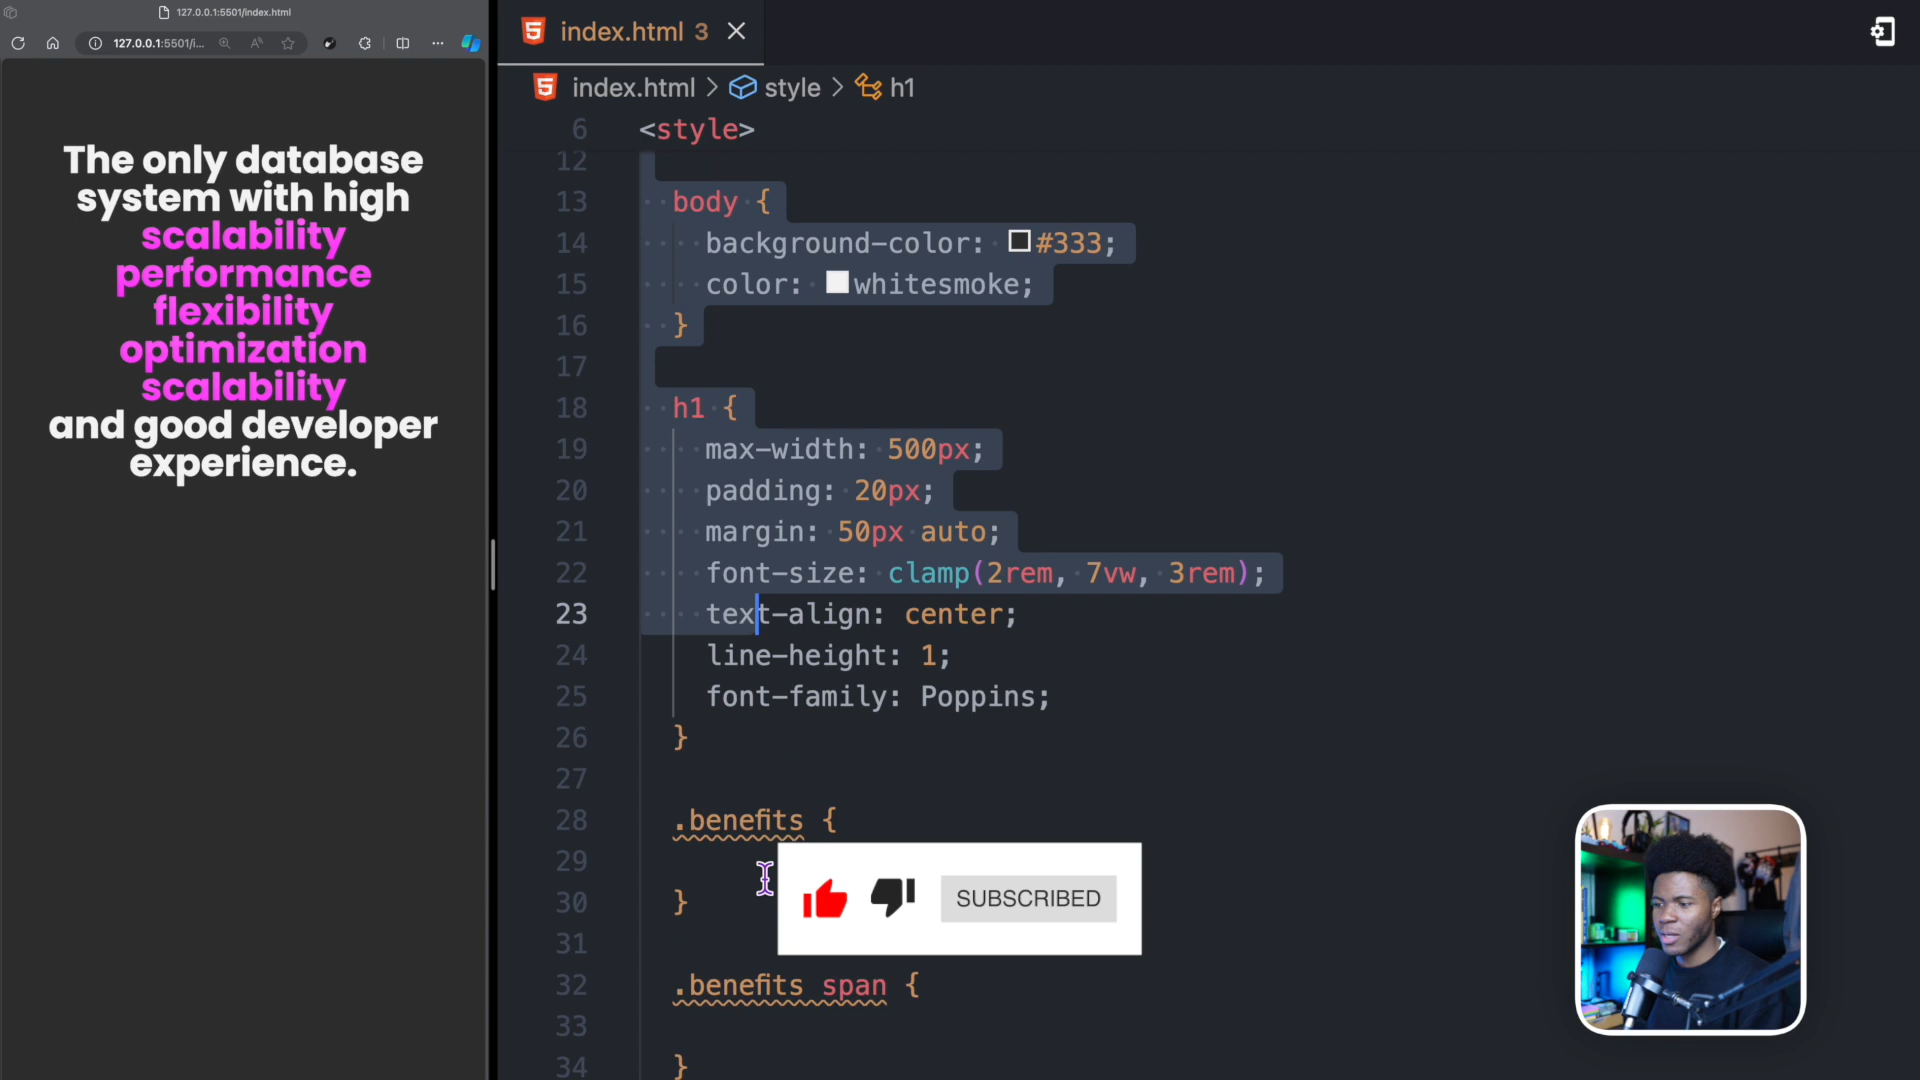 127.0.0.1:5501/index.html
127.0.0.1:5501/i...
The only database
system with high
scalability
performance
flexibility
optimization
scalability
and good developer
experience.
index.html 3
index.html > style > h1
6 <style>
12
13 body {
14 background-color: #333;
15 color: whitesmoke;
16 }
17
18 h1 {
19 max-width: 500px;
20 padding: 20px;
21 margin: 50px auto;
22 font-size: clamp(2rem, 7vw, 3rem);
23 text-align: center;
24 line-height: 1;
25 font-family: Poppins;
26 }
27
28 .benefits {
29
30 }
31
32 .benefits span {
33
34 }
SUBSCRIBED